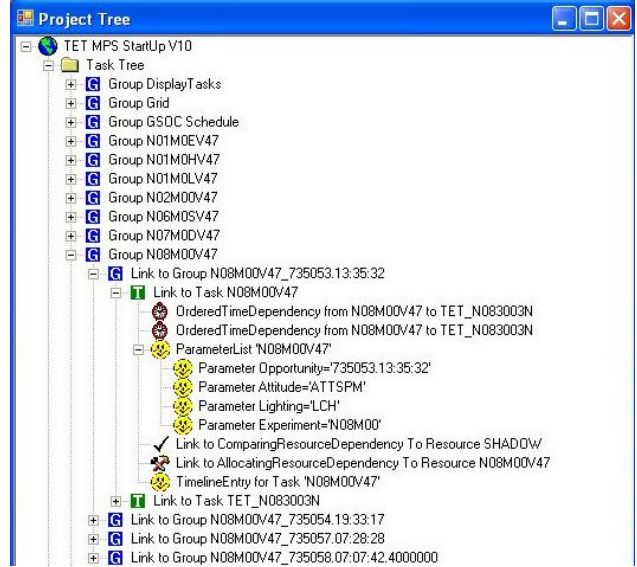 Project Tree
TET MPS StartUp V10
Task Tree
G Group DisplayTasks
G Group Grid
G Group GSOC Schedule
G Group N01M0EV47
G Group N01M0HV47
G Group N01M0LV47
G Group N02M00V47
G Group N06M0SV47
G Group N07M0DV47
G Group N08M00V47
G Link to Group N08M00V47_735053.13:35:32
T Link to Task N08M00V47
OrderedTimeDependency from N08M00V47 to TET_N083003N
OrderedTimeDependency from N08M00V47 to TET_N083003N
ParameterList 'N08M00V47'
Parameter Opportunity='735053.13:35:32'
Parameter Attitude='ATTSPM'
Parameter Lighting='LCH'
Parameter Experiment='N08M00'
Link to ComparingResourceDependency To Resource SHADOW
Link to AllocatingResourceDependency To Resource N08M00V47
TimelineEntry for Task 'N08M00V47'
T Link to Task TET_N083003N
G Link to Group N08M00V47_735054.19:33:17
G Link to Group N08M00V47_735057.07:28:28
G Link to Group N08M00V47_735058.07:07:42.4000000